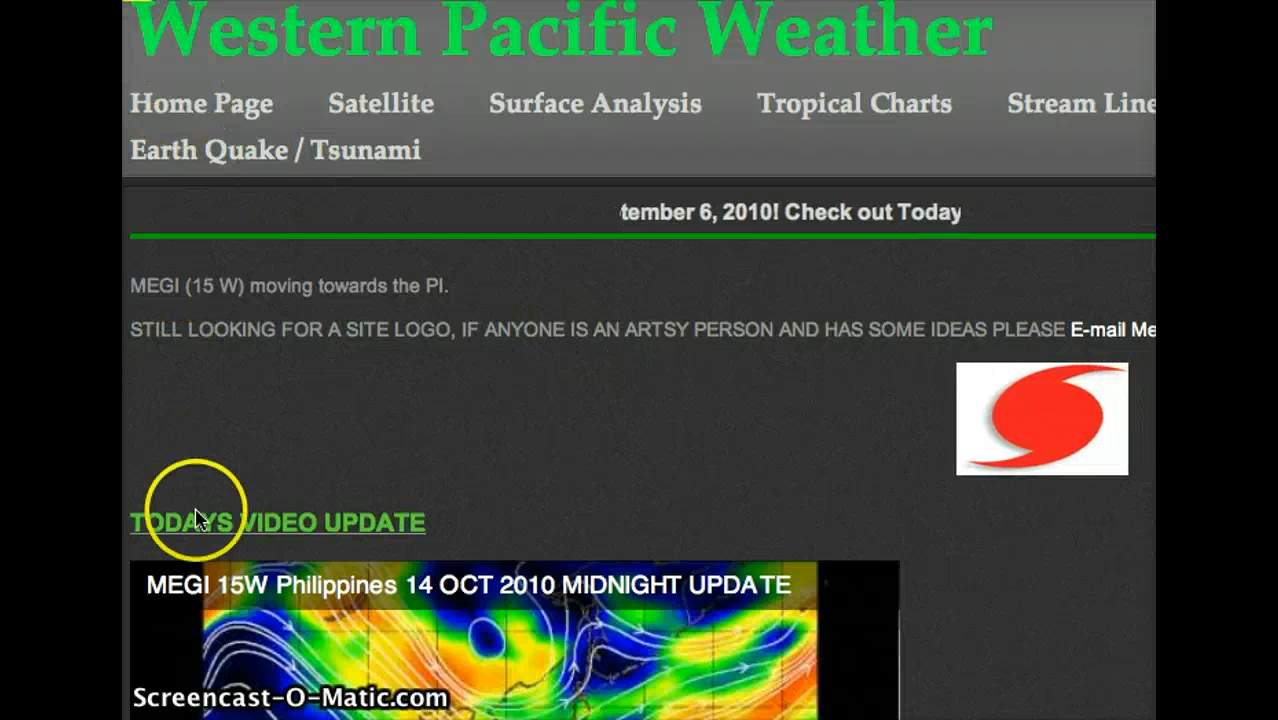 Western Pacific Weather
Home Page Satellite Surface Analysis Tropical Charts Stream Line
Earth Quake / Tsunami
tember 6, 2010! Check out Today
MEGI (15 W) moving towards the PI.
STILL LOOKING FOR A SITE LOGO, IF ANYONE IS AN ARTSY PERSON AND HAS SOME IDEAS PLEASE E-mail Me
TODAYS VIDEO UPDATE
MEGI 15W Philippines 14 OCT 2010 MIDNIGHT UPDATE
Screencast-O-Matic.com